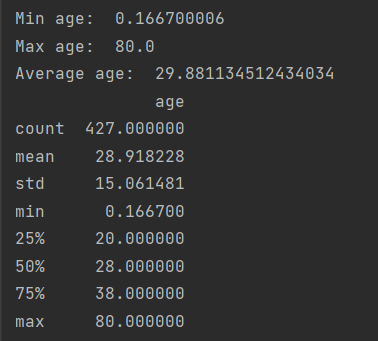 Min age:  0.166700006
Max age:  80.0
Average age:  29.881134512434034
              age
count  427.000000
mean    28.918228
std     15.061481
min      0.166700
25%     20.000000
50%     28.000000
75%     38.000000
max     80.000000